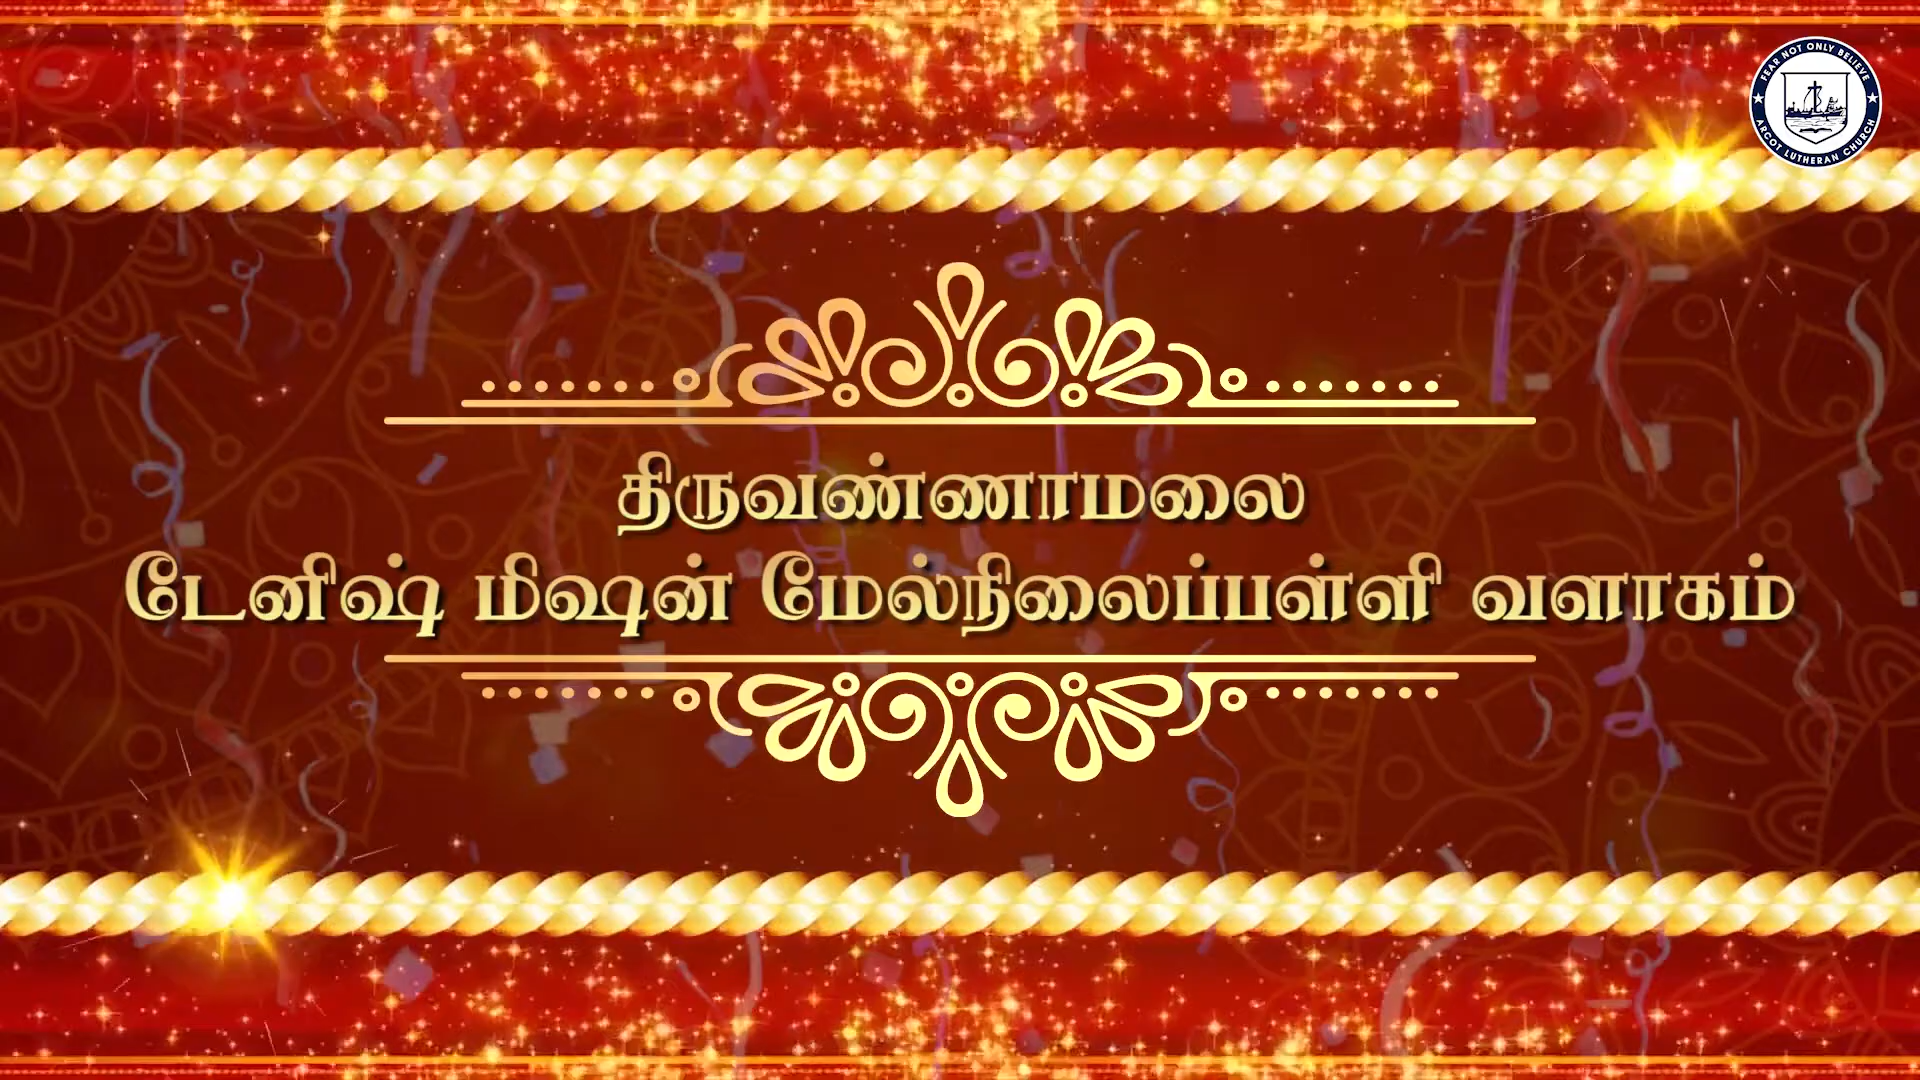 FEAR NOT ONLY BELIEVE
ARCOT LUTHERAN CHURCH
திருவண்ணாமலை
டேனிஷ் மிஷன் மேல்நிலைப்பள்ளி வளாகம்